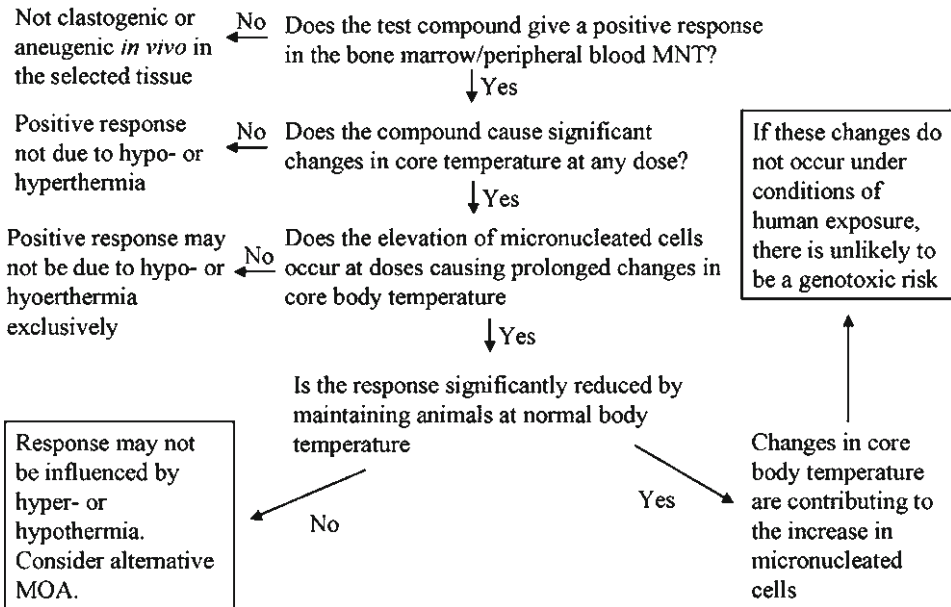 Not clastogenic or
aneugenic in vivo in
the selected tissue
No
Does the test compound give a positive response
in the bone marrow/peripheral blood MNT?
Yes
Positive response
not due to hypo- or
hyperthermia
No
Does the compound cause significant
changes in core temperature at any dose?
Yes
Positive response may
not be due to hypo- or
hyoerthermia
exclusively
No
Does the elevation of micronucleated cells
occur at doses causing prolonged changes in
core body temperature
Yes
Is the response significantly reduced by
maintaining animals at normal body
temperature
No
Response may not
be influenced by
hyper- or
hypothermia.
Consider alternative
MOA.
Yes
Changes in core
body temperature
are contributing to
the increase in
micronucleated
cells
If these changes do
not occur under
conditions of
human exposure,
there is unlikely to
be a genotoxic risk